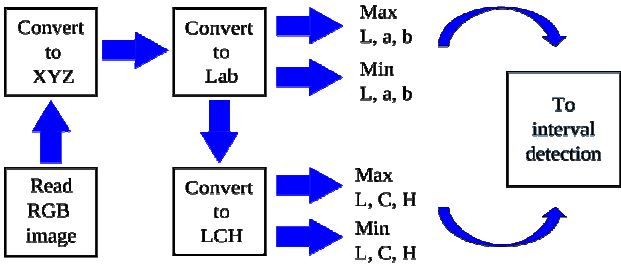 Convert
to
XYZ
Convert
to
Lab
Max
L, a, b
Min
L, a, b
To
interval
detection
Read
RGB
image
Convert
to
LCH
Max
L, C, H
Min
L, C, H